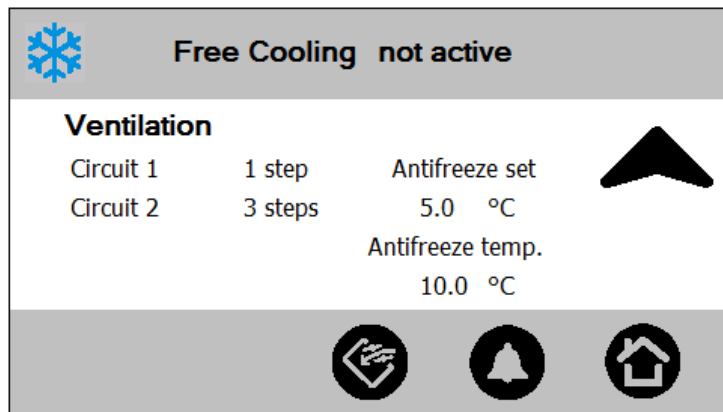 Free Cooling not active
Ventilation
Circuit 1 1 step Antifreeze set
Circuit 2 3 steps 5.0 °C
Antifreeze temp.
10.0 °C